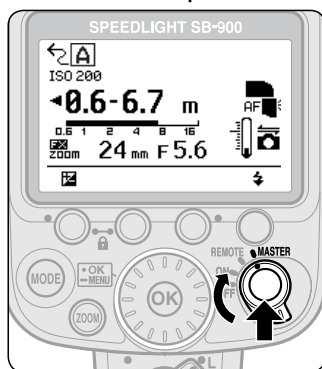 SPEEDLIGHT SB-900
A
ISO 200
0.6-6.7 m
AF
0.6 1 2 4 8 16
FX
zoom 24 mm F 5.6
REMOTE MASTER
ON
OFF
MODE
OK
MENU
OK
ZOOM
L